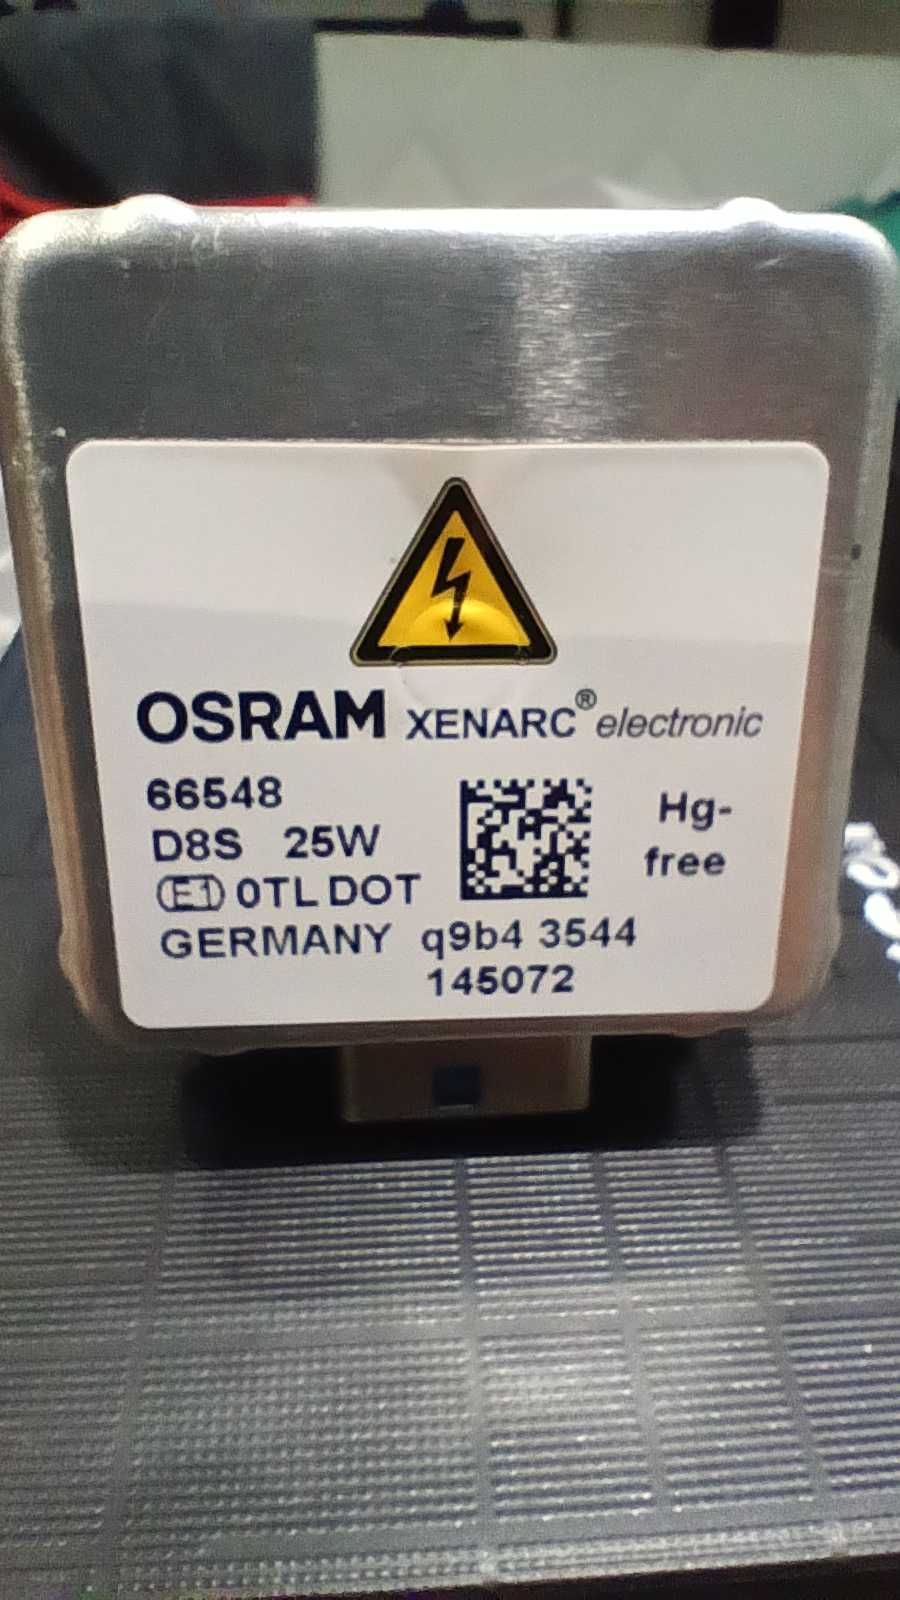 OSRAM XENARC® electronic
66548
D8S 25W
Hg-
free
E1 0TL DOT
GERMANY q9b4 3544
145072